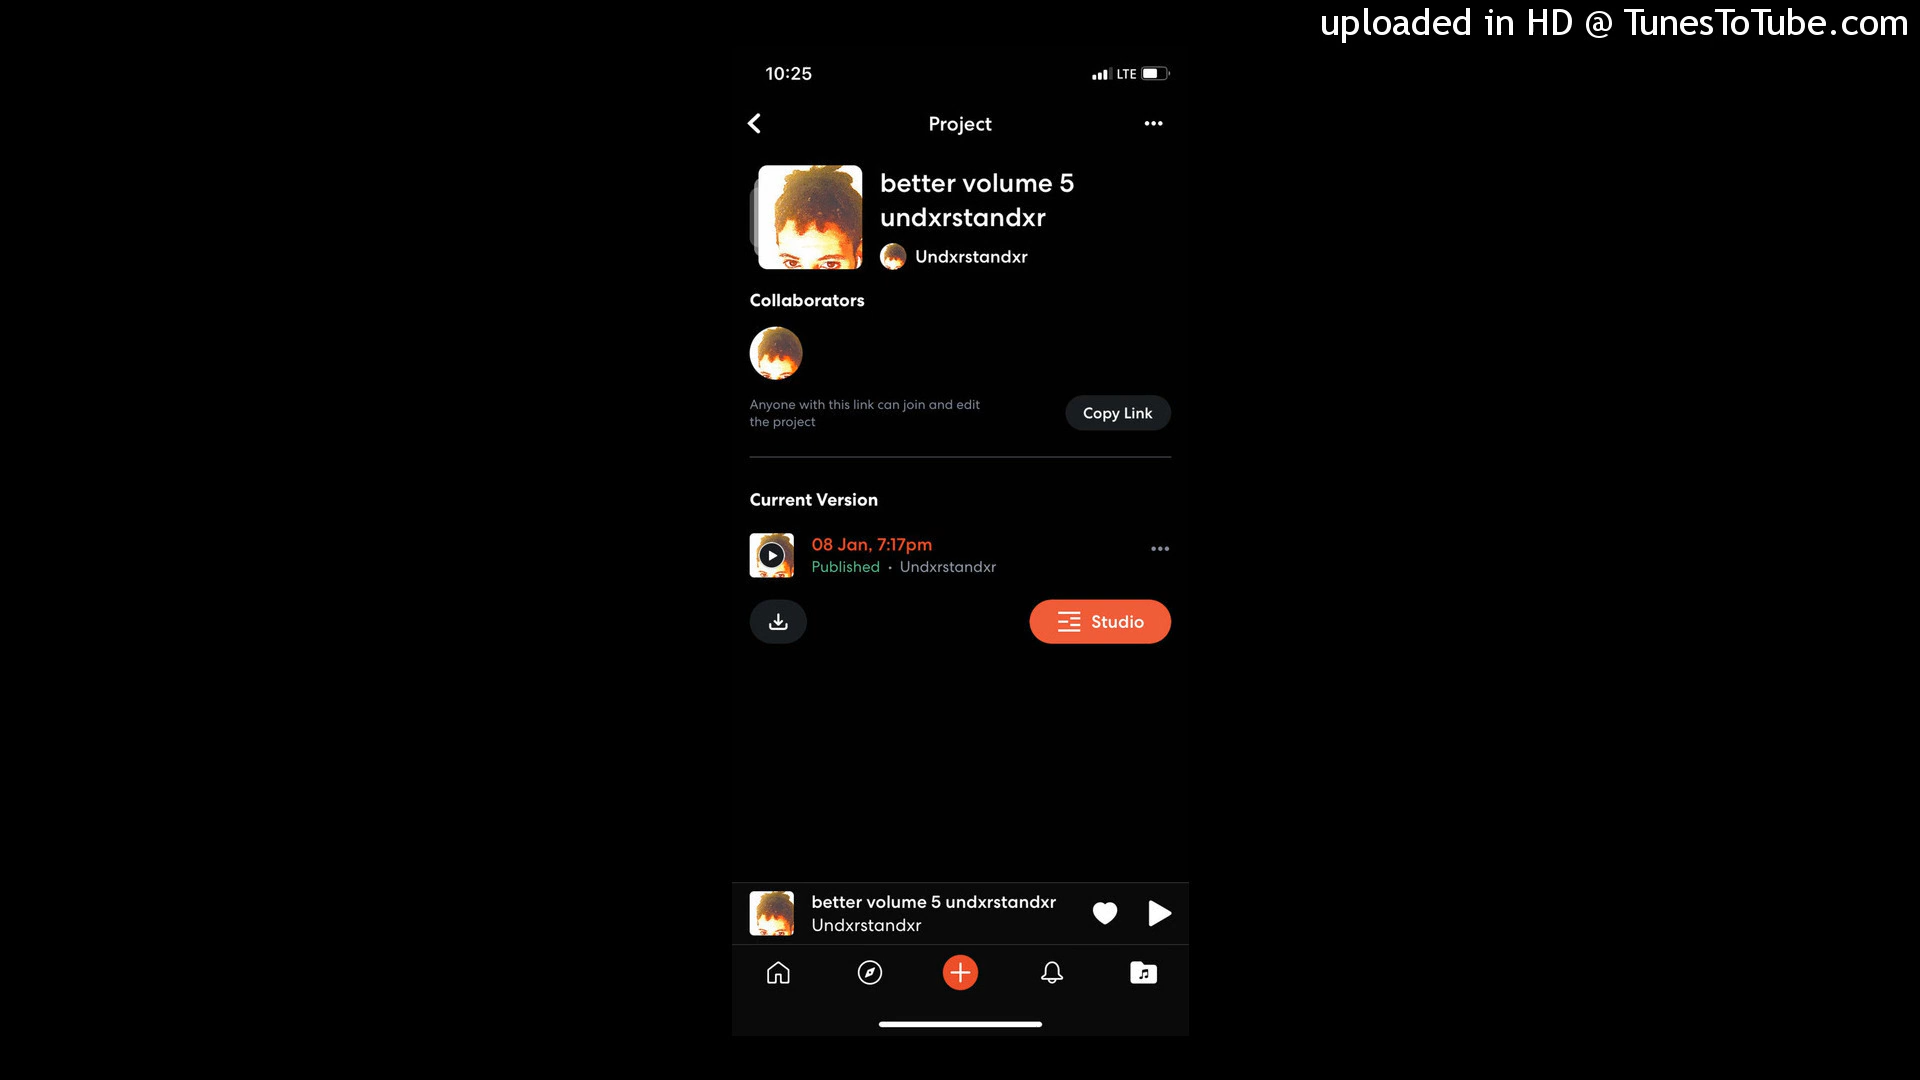 uploaded in HD @ TunesToTube.com
10:25
LTE
Project
better volume 5
undxrstandxr
Undxrstandxr
Collaborators
Anyone with this link can join and edit
the project
Copy Link
Current Version
08 Jan, 7:17pm
Published • Undxrstandxr
Studio
better volume 5 undxrstandxr
Undxrstandxr